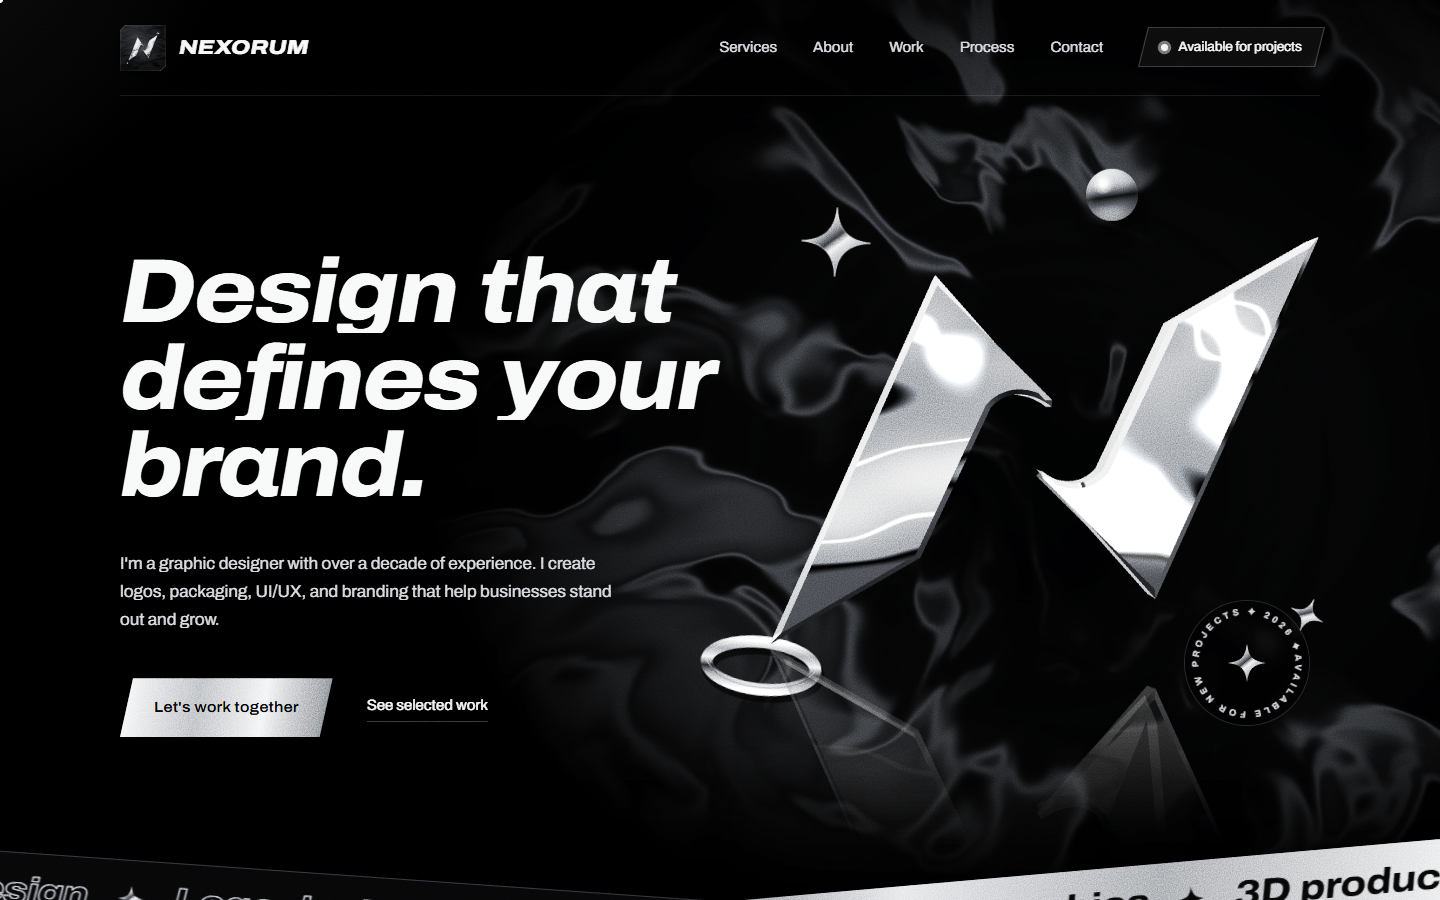 NEXORUM
Services
About
Work
Process
Contact
Available for projects
Design that
defines your
brand.
I'm a graphic designer with over a decade of experience. I create
logos, packaging, UI/UX, and branding that help businesses stand
out and grow.
Let's work together
See selected work
AVAILABLE FOR NEW PROJECTS ✦ 2026 ✦
3D produc